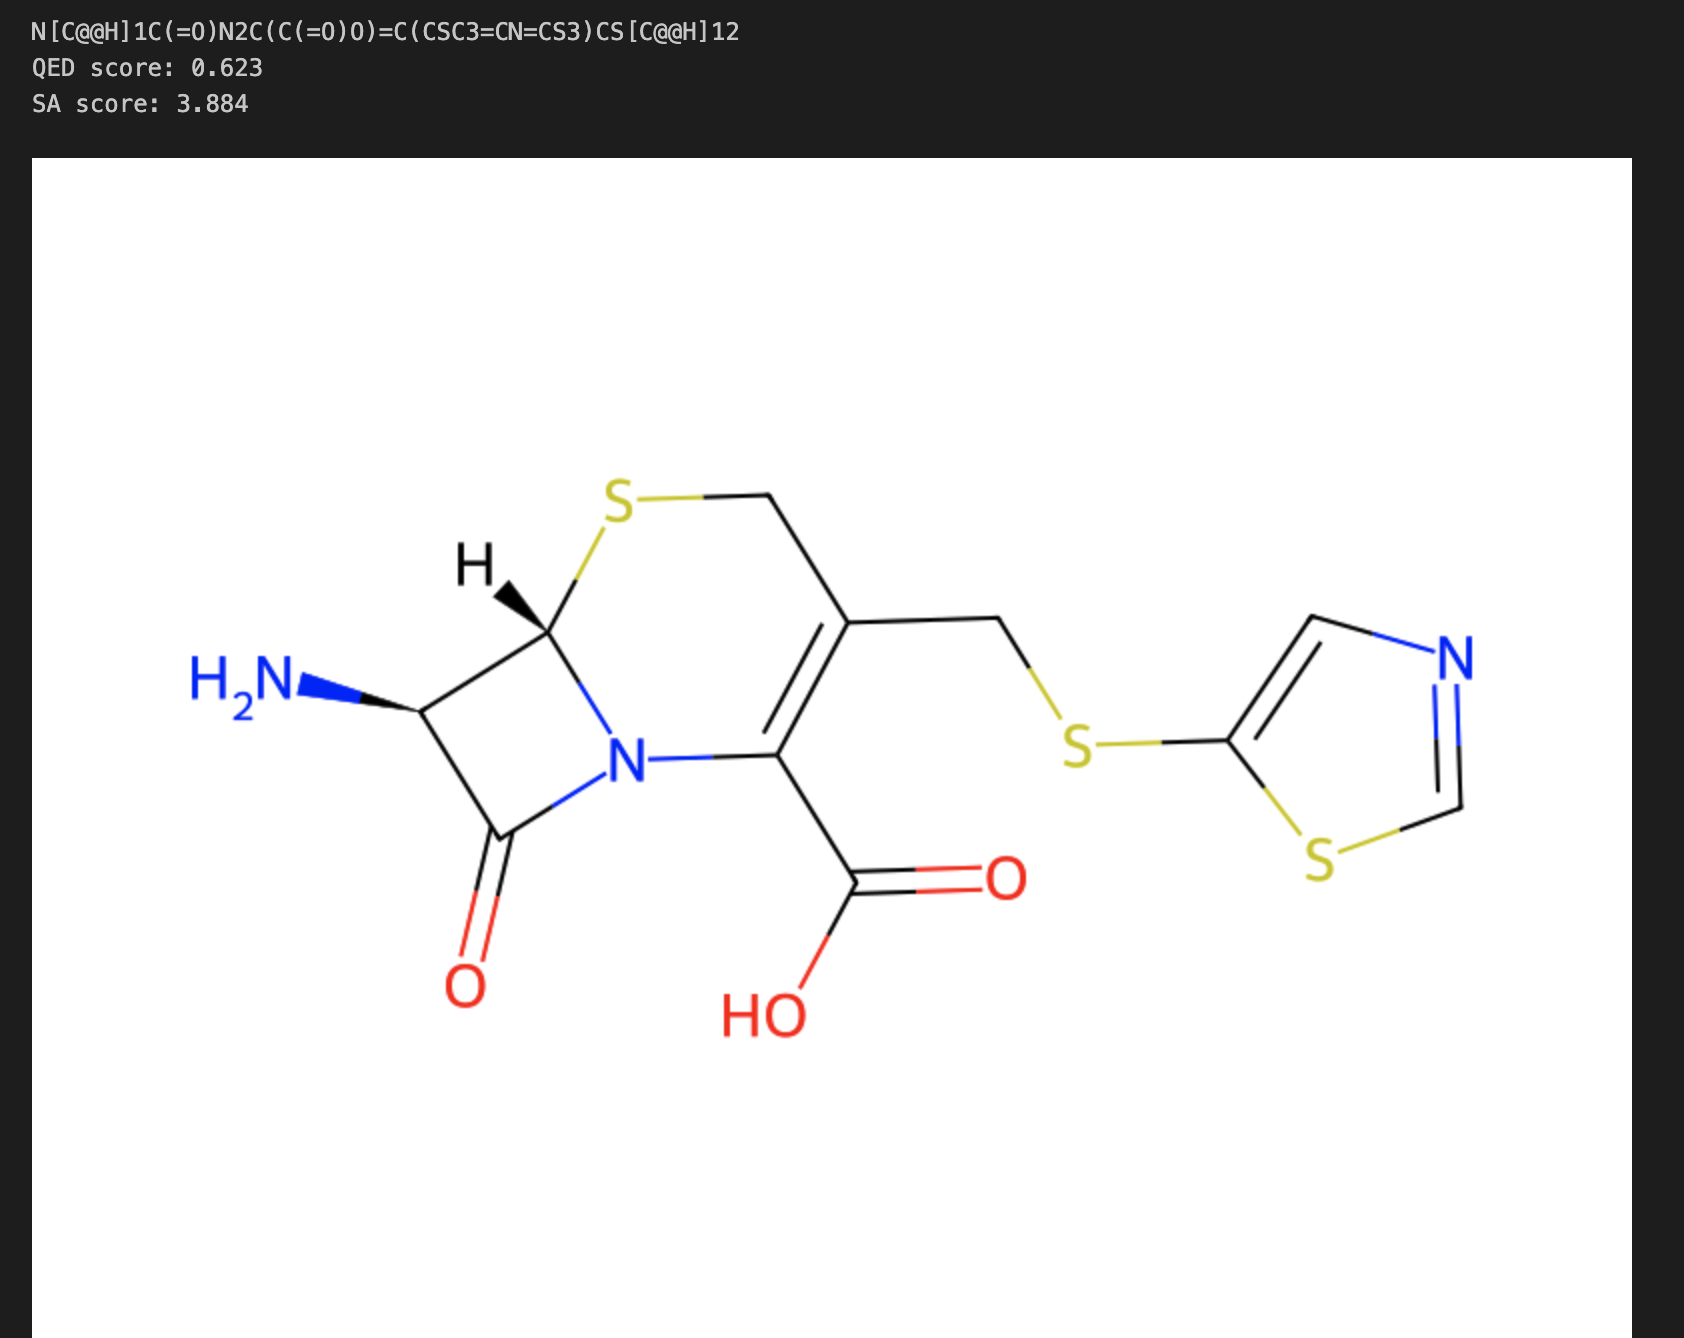 N[C@@H]1C(=O)N2C(C(=O)O)=C(CSC3=CN=CS3)CS[C@@H]12
QED score: 0.623
SA score: 3.884
S
H
H2N
N
N
S
S
O
O
HO